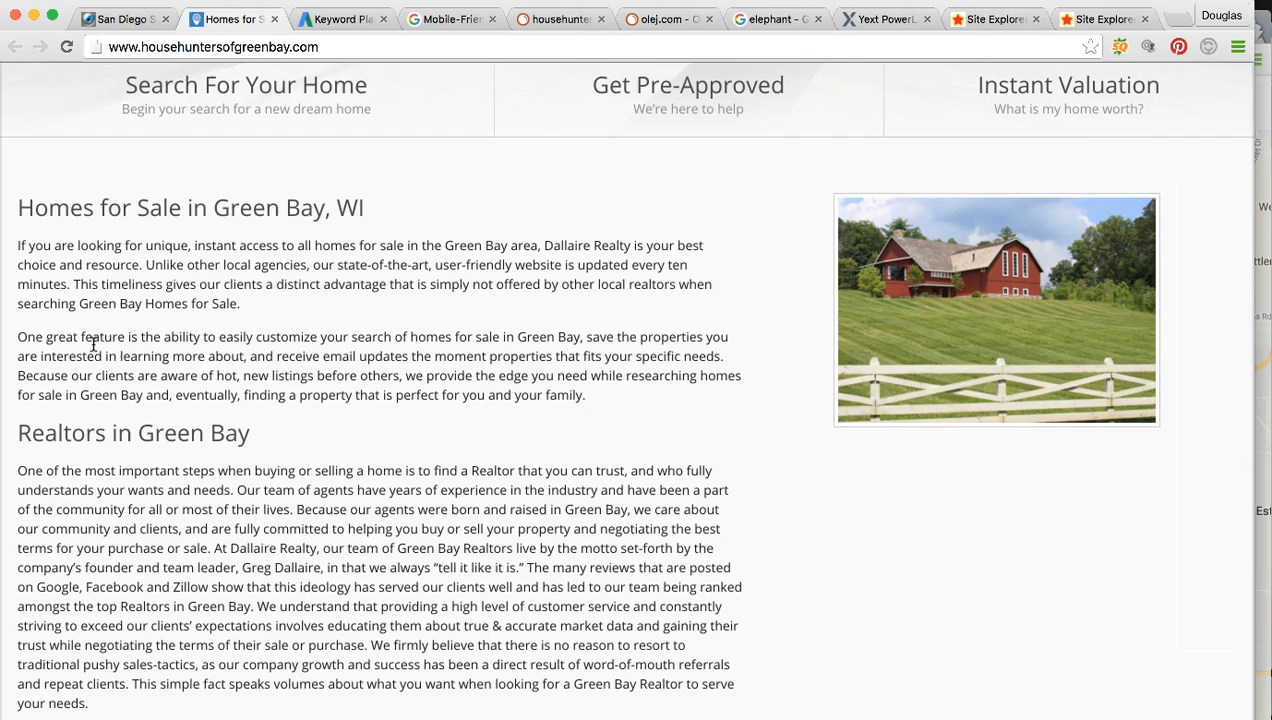 San Diego S
Homes for S
Keyword Pla
Mobile-Frien
househunte
olej.com - O
elephant - G
Yext PowerL
Site Explore
Site Explore
Douglas
www.househuntersofgreenbay.com
Search For Your Home
Begin your search for a new dream home
Get Pre-Approved
We're here to help
Instant Valuation
What is my home worth?
Homes for Sale in Green Bay, WI
If you are looking for unique, instant access to all homes for sale in the Green Bay area, Dallaire Realty is your best
choice and resource. Unlike other local agencies, our state-of-the-art, user-friendly website is updated every ten
minutes. This timeliness gives our clients a distinct advantage that is simply not offered by other local realtors when
searching Green Bay Homes for Sale.
One great feature is the ability to easily customize your search of homes for sale in Green Bay, save the properties you
are interested in learning more about, and receive email updates the moment properties that fits your specific needs.
Because our clients are aware of hot, new listings before others, we provide the edge you need while researching homes
for sale in Green Bay and, eventually, finding a property that is perfect for you and your family.
Realtors in Green Bay
One of the most important steps when buying or selling a home is to find a Realtor that you can trust, and who fully
understands your wants and needs. Our team of agents have years of experience in the industry and have been a part
of the community for all or most of their lives. Because our agents were born and raised in Green Bay, we care about
our community and clients, and are fully committed to helping you buy or sell your property and negotiating the best
terms for your purchase or sale. At Dallaire Realty, our team of Green Bay Realtors live by the motto set-forth by the
company's founder and team leader, Greg Dallaire, in that we always “tell it like it is.” The many reviews that are posted
on Google, Facebook and Zillow show that this ideology has served our clients well and has led to our team being ranked
amongst the top Realtors in Green Bay. We understand that providing a high level of customer service and constantly
striving to exceed our clients' expectations involves educating them about true & accurate market data and gaining their
trust while negotiating the terms of their sale or purchase. We firmly believe that there is no reason to resort to
traditional pushy sales-tactics, as our company growth and success has been a direct result of word-of-mouth referrals
and repeat clients. This simple fact speaks volumes about what you want when looking for a Green Bay Realtor to serve
your needs.